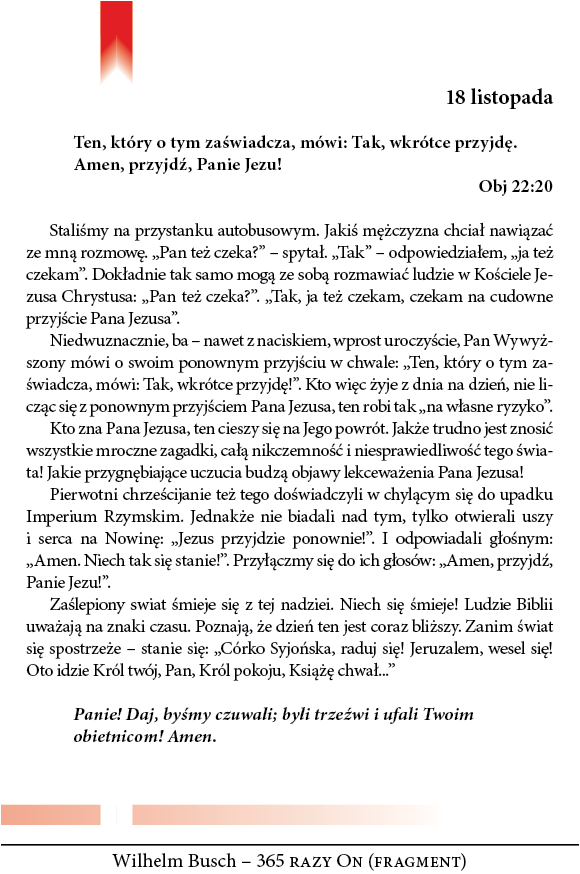 18 listopada
Ten, który o tym zaświadcza, mówi: Tak, wkrótce przyjdę.
Amen, przyjdź, Panie Jezu!
Obj 22:20
Staliśmy na przystanku autobusowym. Jakiś mężczyzna chciał nawiązać
ze mną rozmowę. „Pan też czeka?” – spytał. „Tak” – odpowiedziałem, „ja też
czekam”. Dokładnie tak samo mogą ze sobą rozmawiać ludzie w Kościele Je-
zusa Chrystusa: „Pan też czeka?”. „Tak, ja też czekam, czekam na cudowne
przyjście Pana Jezusa”.
Niedwuznacznie, ba – nawet z naciskiem, wprost uroczyście, Pan Wywyż-
szony mówi o swoim ponownym przyjściu w chwale: „Ten, który o tym za-
świadcza, mówi: Tak, wkrótce przyjdę!”. Kto więc żyje z dnia na dzień, nie li-
cząc się z ponownym przyjściem Pana Jezusa, ten robi tak „na własne ryzyko”.
Kto zna Pana Jezusa, ten cieszy się na Jego powrót. Jakże trudno jest znosić
wszystkie mroczne zagadki, całą nikczemność i niesprawiedliwość tego świa-
ta! Jakie przygnębiające uczucia budzą objawy lekceważenia Pana Jezusa!
Pierwotni chrześcijanie też tego doświadczyli w chylącym się do upadku
Imperium Rzymskim. Jednakże nie biadali nad tym, tylko otwierali uszy
i serca na Nowinę: „Jezus przyjdzie ponownie!”. I odpowiadali głośnym:
„Amen. Niech tak się stanie!”. Przyłączmy się do ich głosów: „Amen, przyjdź,
Panie Jezu!”.
Zaślepiony swiat śmieje się z tej nadziei. Niech się śmieje! Ludzie Biblii
uważają na znaki czasu. Poznają, że dzień ten jest coraz bliższy. Zanim świat
się spostrzeże – stanie się: „Córko Syjońska, raduj się! Jeruzalem, wesel się!
Oto idzie Król twój, Pan, Król pokoju, Książę chwał...”
Panie! Daj, byśmy czuwali; byli trzeźwi i ufali Twoim
obietnicom! Amen.
Wilhelm Busch – 365 RAZY ON (FRAGMENT)